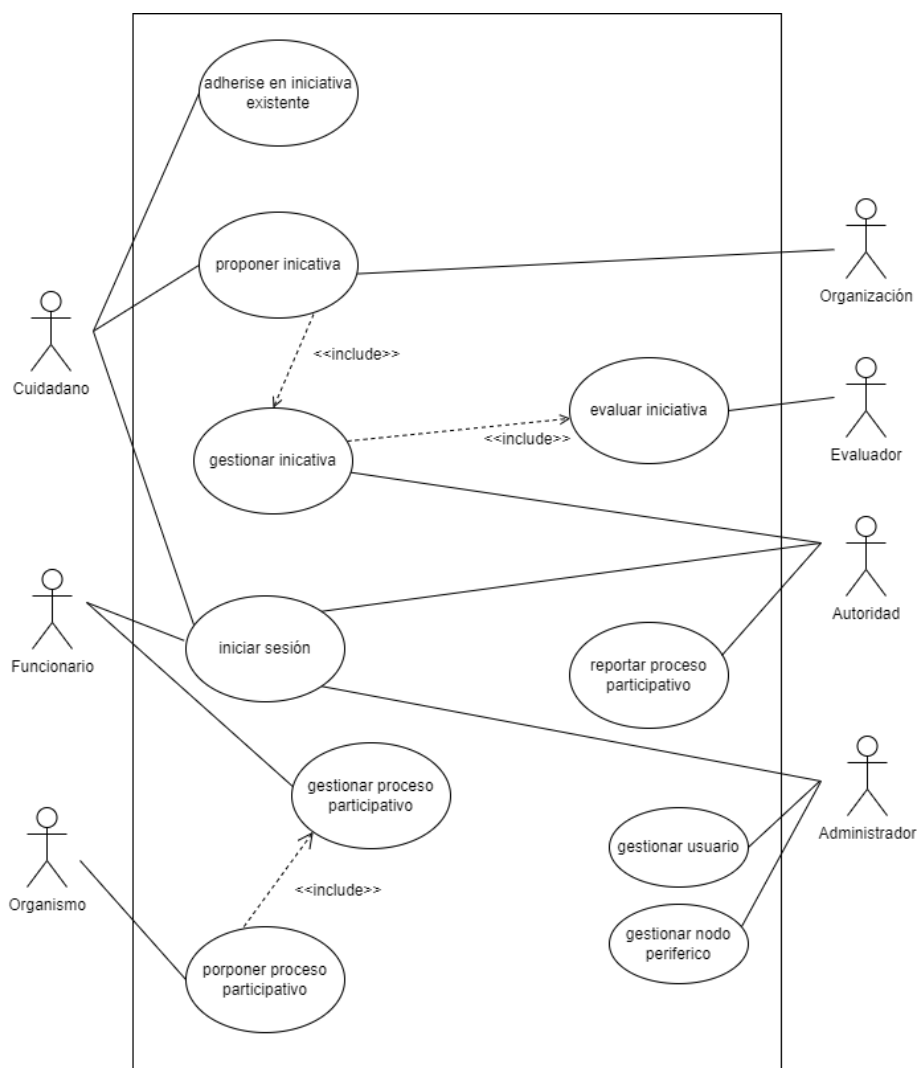 adherise en iniciativa
existente
proponer inicativa
Organización
<<include>>
Cuidadano
evaluar iniciativa
<<include>>
gestionar inicativa
Evaluador
Autoridad
iniciar sesión
Funcionario
reportar proceso
participativo
gestionar proceso
participativo
Administrador
gestionar usuario
<<include>>
Organismo
gestionar nodo
periferico
porponer proceso
participativo